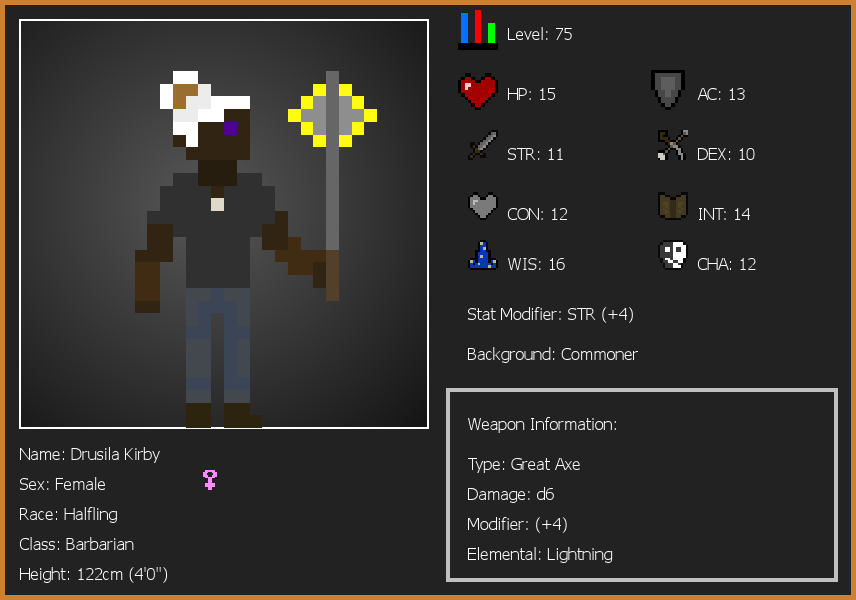 Level: 75
HP: 15
AC: 13
STR: 11
DEX: 10
CON: 12
INT: 14
WIS: 16
CHA: 12
Stat Modifier: STR (+4)
Background: Commoner
Weapon Information:
Type: Great Axe
Damage: d6
Modifier: (+4)
Elemental: Lightning
Name: Drusila Kirby
Sex: Female
Race: Halfling
Class: Barbarian
Height: 122cm (4'0")